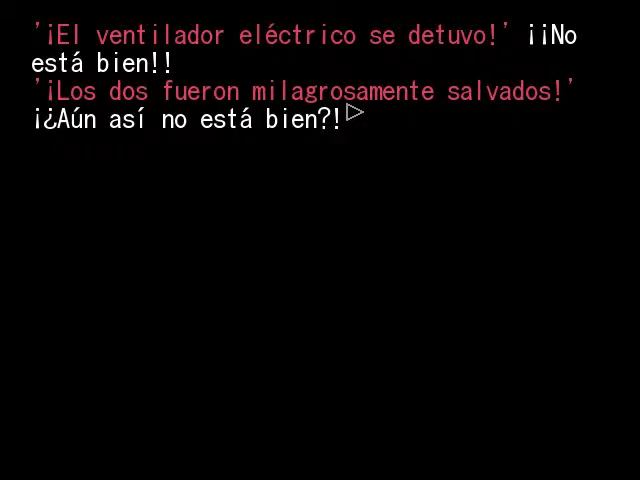 '¡El ventilador eléctrico se detuvo!' ¡¡No
está bien!!
'¡Los dos fueron milagrosamente salvados!'
¡¿Aún así no está bien?!